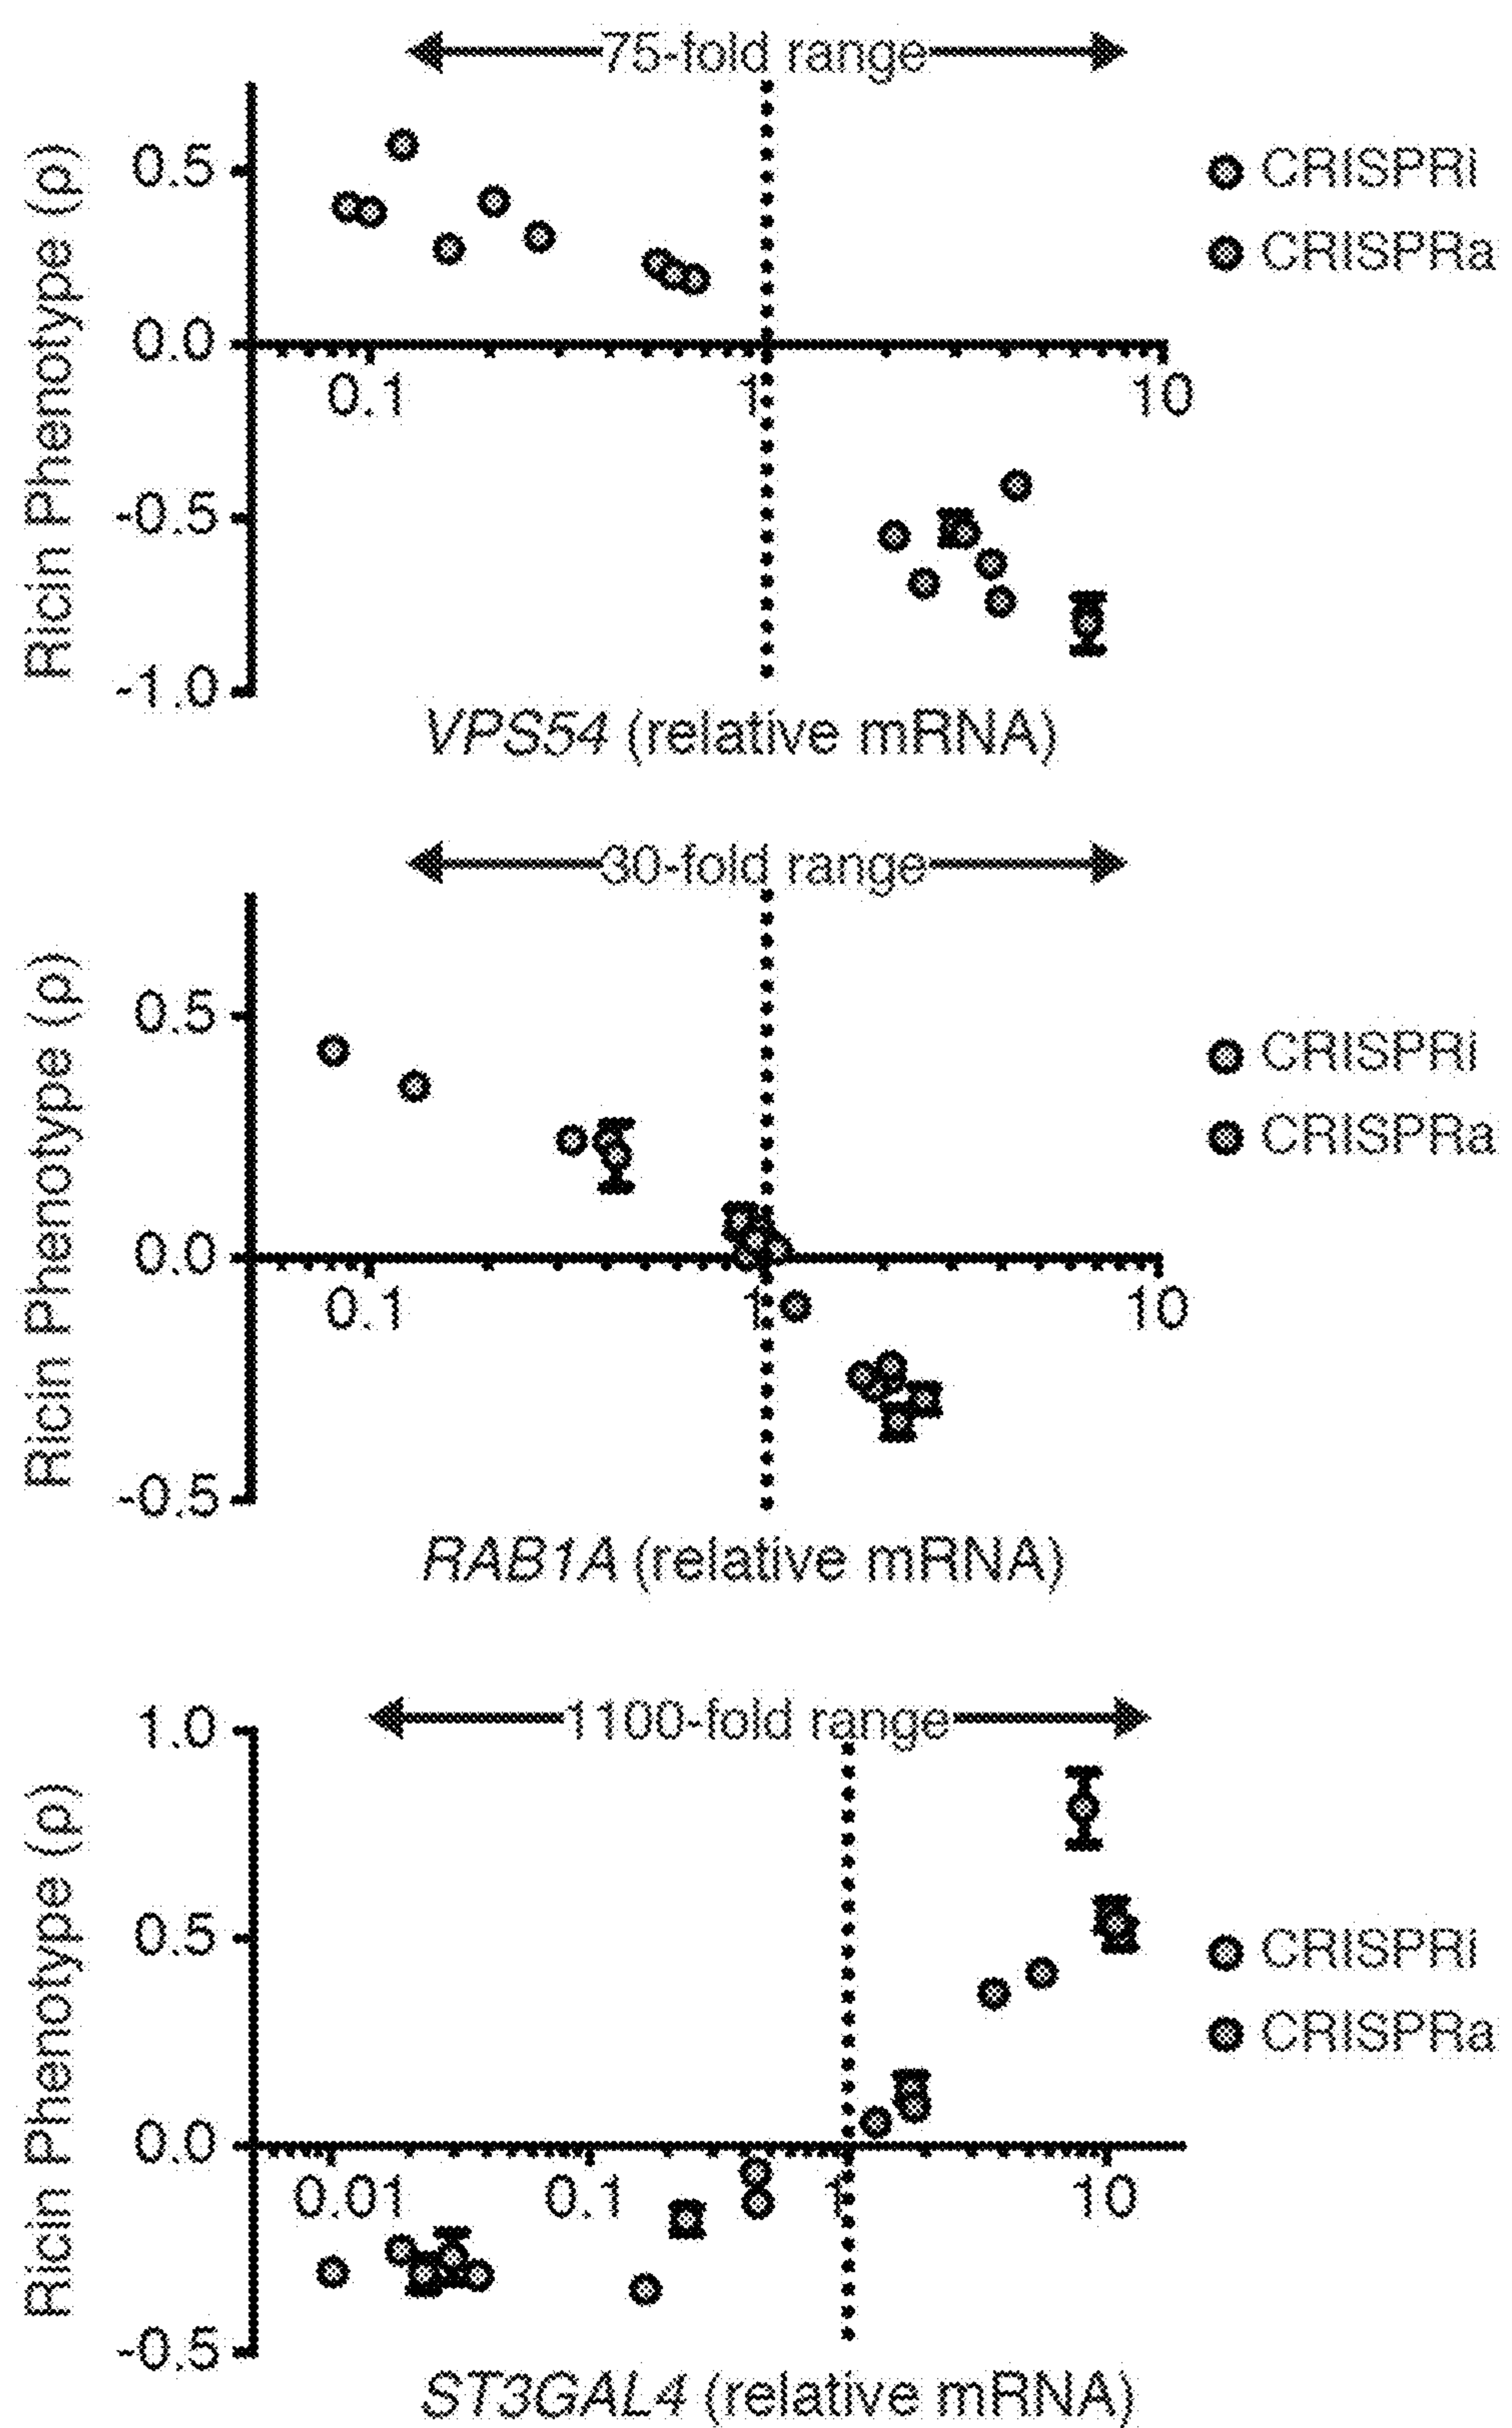 75-fold range
Ricin Phenotype (ρ)
0.5
0.0
-0.5
-1.0
0.1
1
10
CRISPRi
CRISPRa
VPS54 (relative mRNA)
30-fold range
Ricin Phenotype (ρ)
0.5
0.0
-0.5
0.1
1
10
CRISPRi
CRISPRa
RAB1A (relative mRNA)
1100-fold range
Ricin Phenotype (ρ)
1.0
0.5
0.0
-0.5
0.01
0.1
1
10
CRISPRi
CRISPRa
ST3GAL4 (relative mRNA)